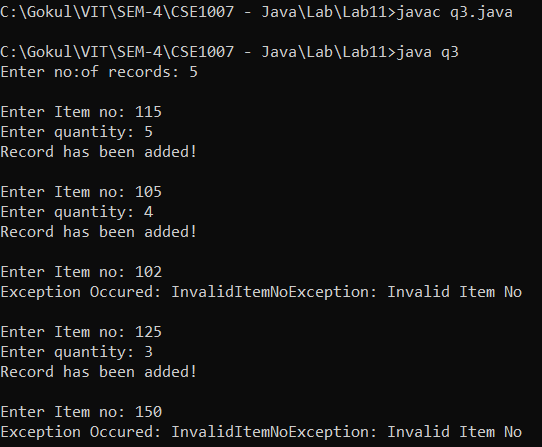 C:\Gokul\VIT\SEM-4\CSE1007 - Java\Lab\Lab11>javac q3.java
C:\Gokul\VIT\SEM-4\CSE1007 - Java\Lab\Lab11>java q3
Enter no:of records: 5
Enter Item no: 115
Enter quantity: 5
Record has been added!
Enter Item no: 105
Enter quantity: 4
Record has been added!
Enter Item no: 102
Exception Occured: InvalidItemNoException: Invalid Item No
Enter Item no: 125
Enter quantity: 3
Record has been added!
Enter Item no: 150
Exception Occured: InvalidItemNoException: Invalid Item No